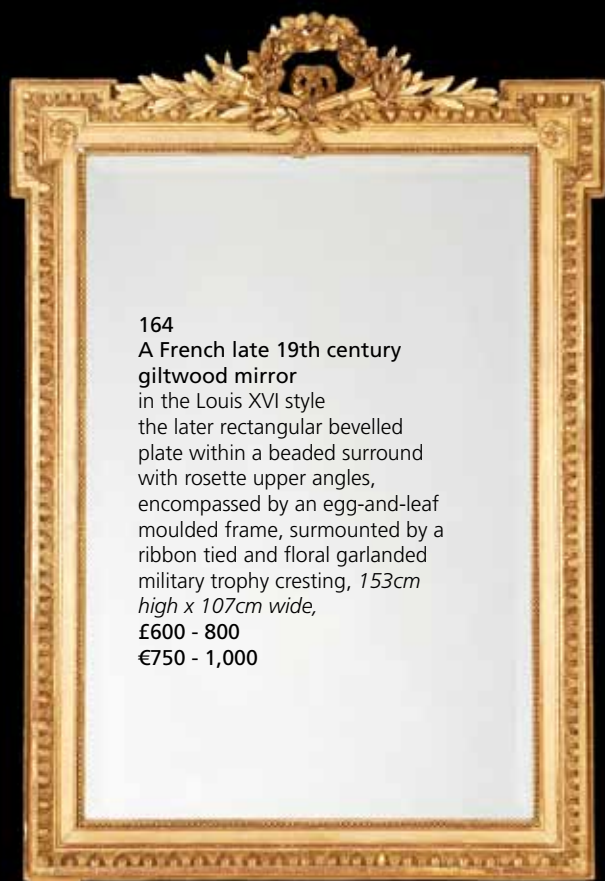 164
A French late 19th century
giltwood mirror
in the Louis XVI style
the later rectangular bevelled
plate within a beaded surround
with rosette upper angles,
encompassed by an egg-and-leaf
moulded frame, surmounted by a
ribbon tied and floral garlanded
military trophy cresting, 153cm
high x 107cm wide,
£600 - 800
€750 - 1,000